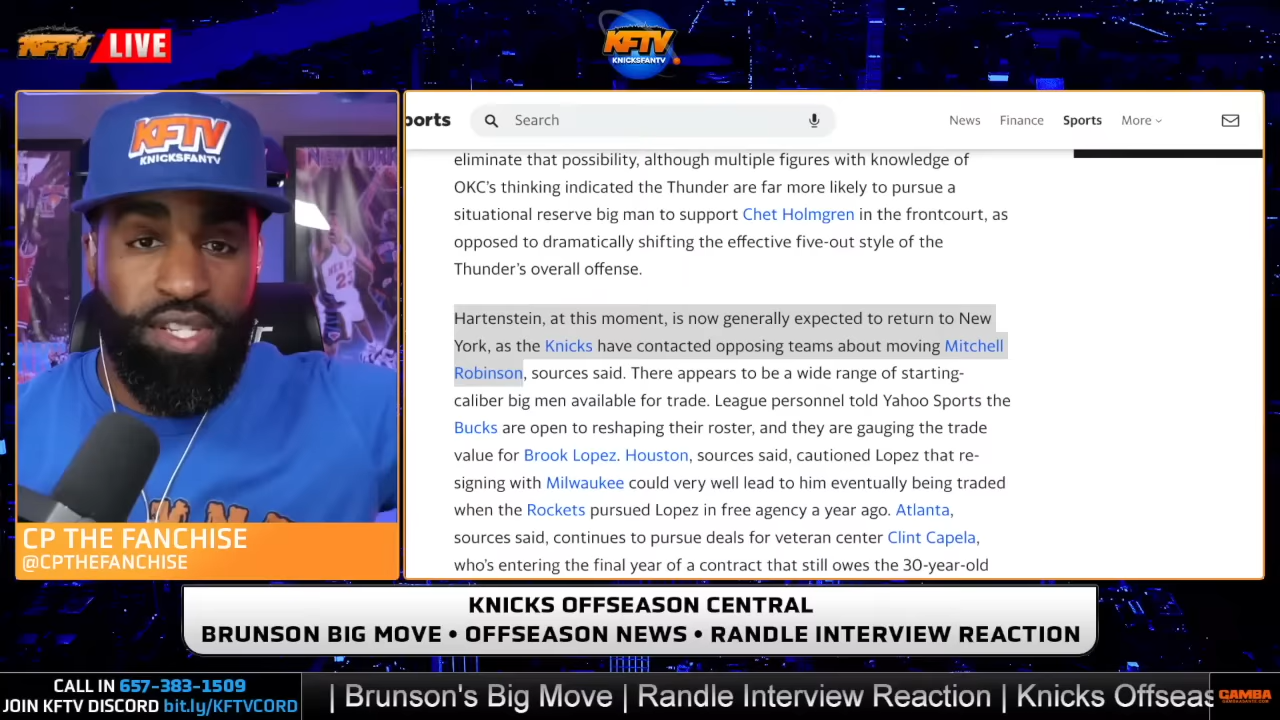 KFTV LIVE
KFTV
KNICKSFANTV
KFTV
KNICKSFANTV
ports
Search
News
Finance
Sports
More
eliminate that possibility, although multiple figures with knowledge of
OKC’s thinking indicated the Thunder are far more likely to pursue a
situational reserve big man to support Chet Holmgren in the frontcourt, as
opposed to dramatically shifting the effective five-out style of the
Thunder’s overall offense.
Hartenstein, at this moment, is now generally expected to return to New
York, as the Knicks have contacted opposing teams about moving Mitchell
Robinson, sources said. There appears to be a wide range of starting-
caliber big men available for trade. League personnel told Yahoo Sports the
Bucks are open to reshaping their roster, and they are gauging the trade
value for Brook Lopez. Houston, sources said, cautioned Lopez that re-
signing with Milwaukee could very well lead to him eventually being traded
when the Rockets pursued Lopez in free agency a year ago. Atlanta,
sources said, continues to pursue deals for veteran center Clint Capela,
who’s entering the final year of a contract that still owes the 30-year-old
CP THE FANCHISE
@CPTHEFANCHISE
KNICKS OFFSEASON CENTRAL
BRUNSON BIG MOVE • OFFSEASON NEWS • RANDLE INTERVIEW REACTION
CALL IN 657-383-1509
JOIN KFTV DISCORD bit.ly/KFTVCORD
| Brunson's Big Move | Randle Interview Reaction | Knicks Offseas
GAMBA